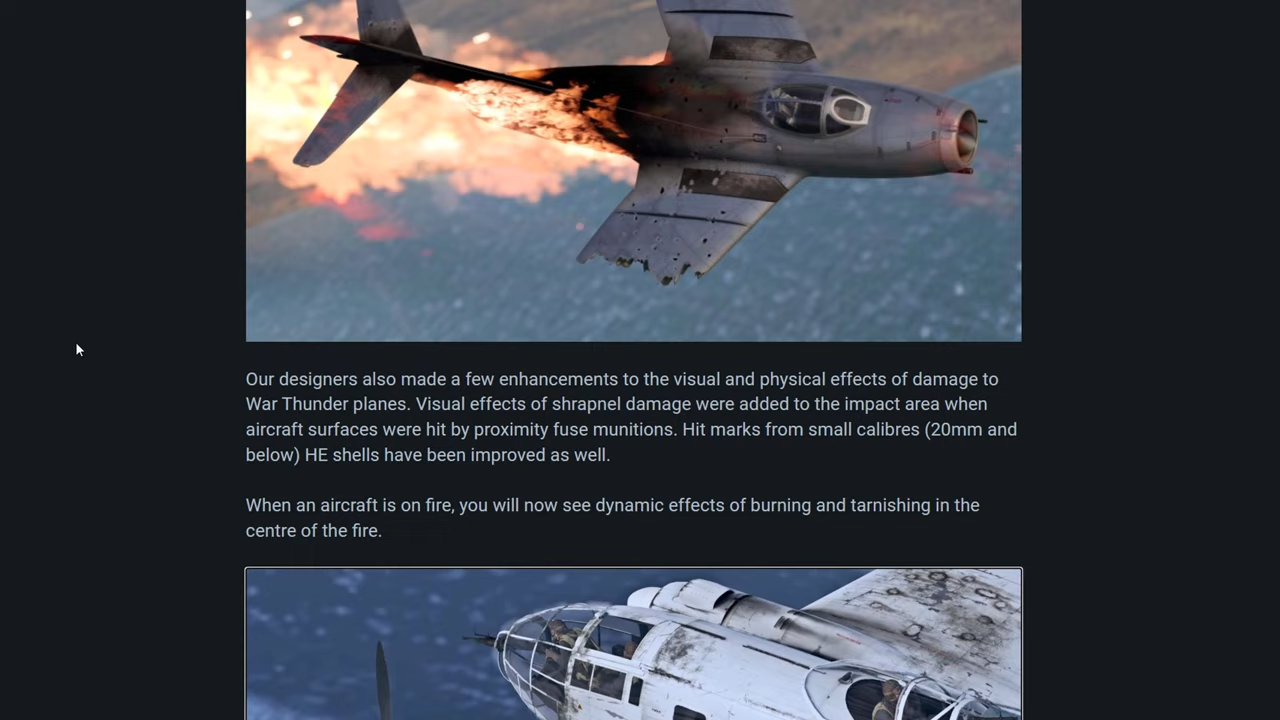 Our designers also made a few enhancements to the visual and physical effects of damage to
War Thunder planes. Visual effects of shrapnel damage were added to the impact area when
aircraft surfaces were hit by proximity fuse munitions. Hit marks from small calibres (20mm and
below) HE shells have been improved as well.
When an aircraft is on fire, you will now see dynamic effects of burning and tarnishing in the
centre of the fire.